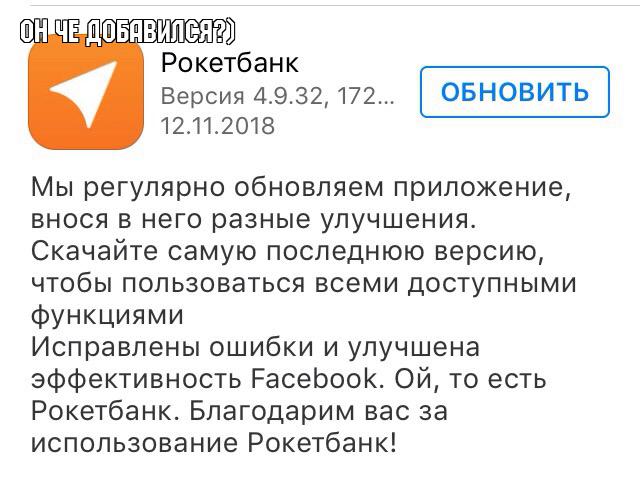 ОН ЧЕ ДОБАВИЛСЯ?)
Рокетбанк
Версия 4.9.32, 172...
12.11.2018
ОБНОВИТЬ
Мы регулярно обновляем приложение,
внося в него разные улучшения.
Скачайте самую последнюю версию,
чтобы пользоваться всеми доступными
функциями
Исправлены ошибки и улучшена
эффективность Facebook. Ой, то есть
Рокетбанк. Благодарим вас за
использование Рокетбанк!